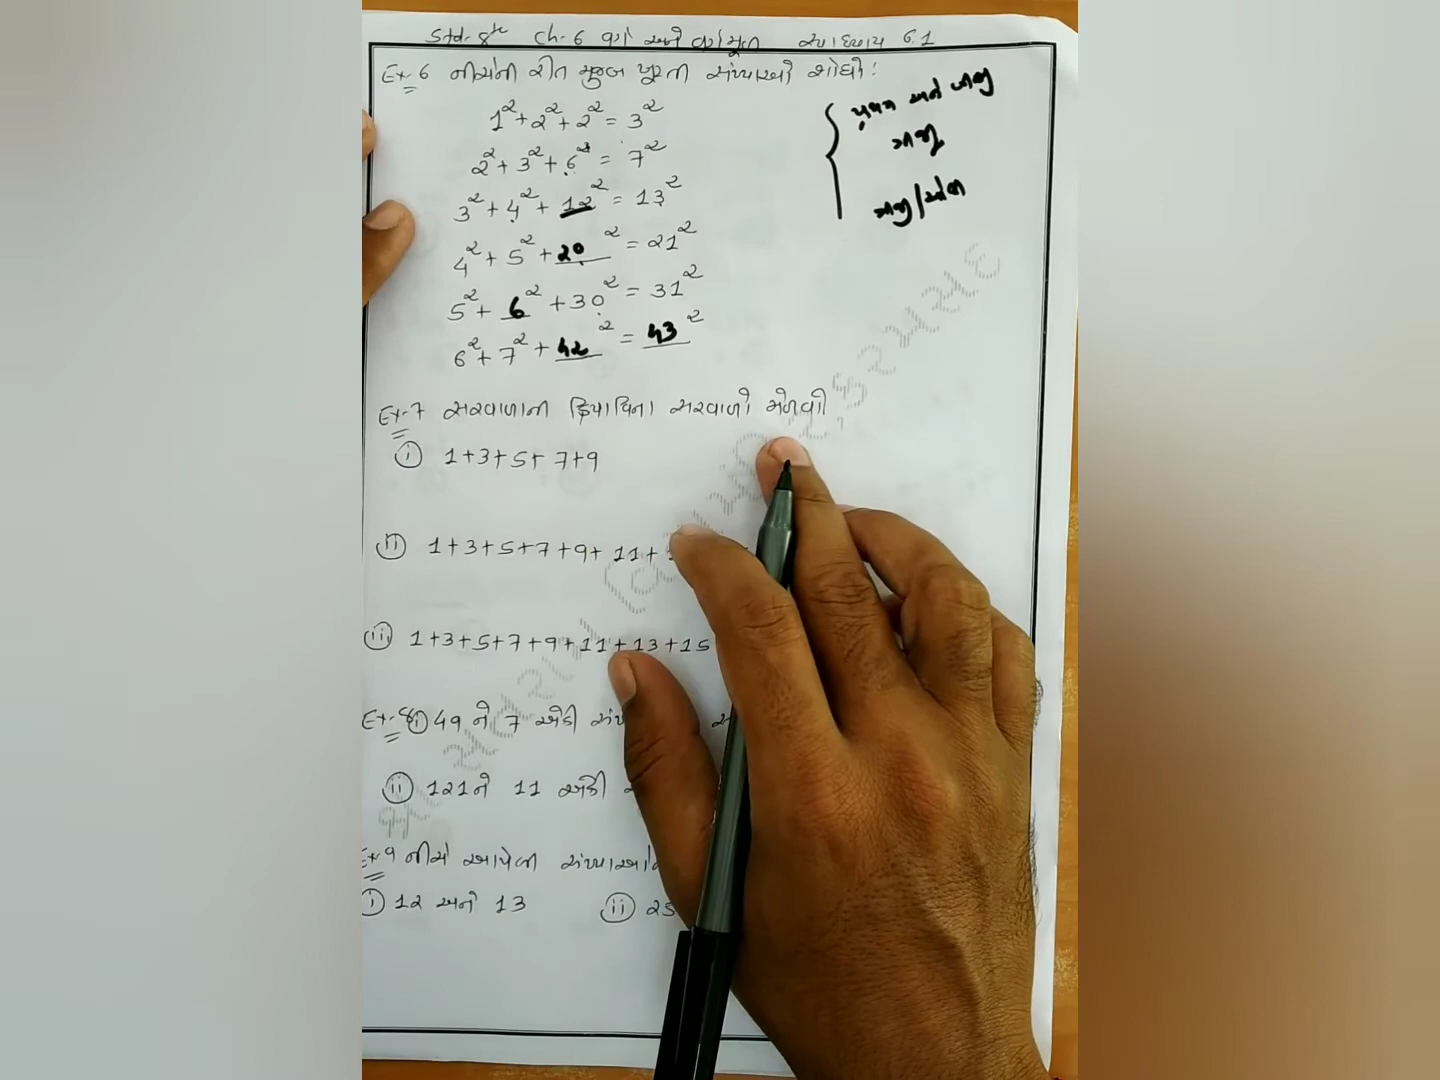 Std-8th Ch-6 વર્ગ અને વર્ગમૂળ સ્વાધ્યાય 6.1
Ex-6 નીચેની રીત મુજબ ખૂટતી સંખ્યાઓ શોધો:
1² + 2² + 2² = 3²
2² + 3² + 6² = 7²
3² + 4² + 12² = 13²
4² + 5² + 20² = 21²
5² + 6² + 30² = 31²
6² + 7² + 42² = 43²
પ્રથમ અને બીજી
ત્રીજી
Ex-7 સરવાળાની ક્રિયા વિના સરવાળો મેળવો
i 1+3+5+7+9
ii 1+3+5+7+9+11+
iii 1+3+5+7+9+11+13+15
Ex-8 i 49 ને 7 એકી
ii 121 ને 11 એકી
Ex-9 નીચે આપેલી
i 12 અને 13 ii 25